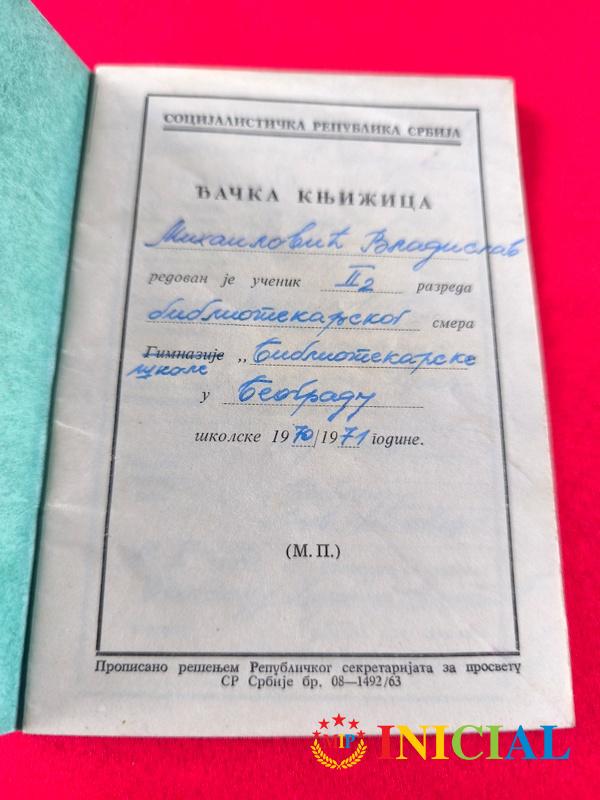 СОЦИЈАЛИСТИЧКА РЕПУБЛИКА СРБИЈА
ЂАЧКА КЊИЖИЦА
Михаиловић Владислав
редован је ученик II2 разреда
библиотекарског смера
Гимназије „Библиотекарске
школе
у Београду
школске 1970/1971 године.
(М. П.)
Прописано решењем Републичког секретаријата за просвету
СР Србије бр. 08—1492/63
VIP INICIAL